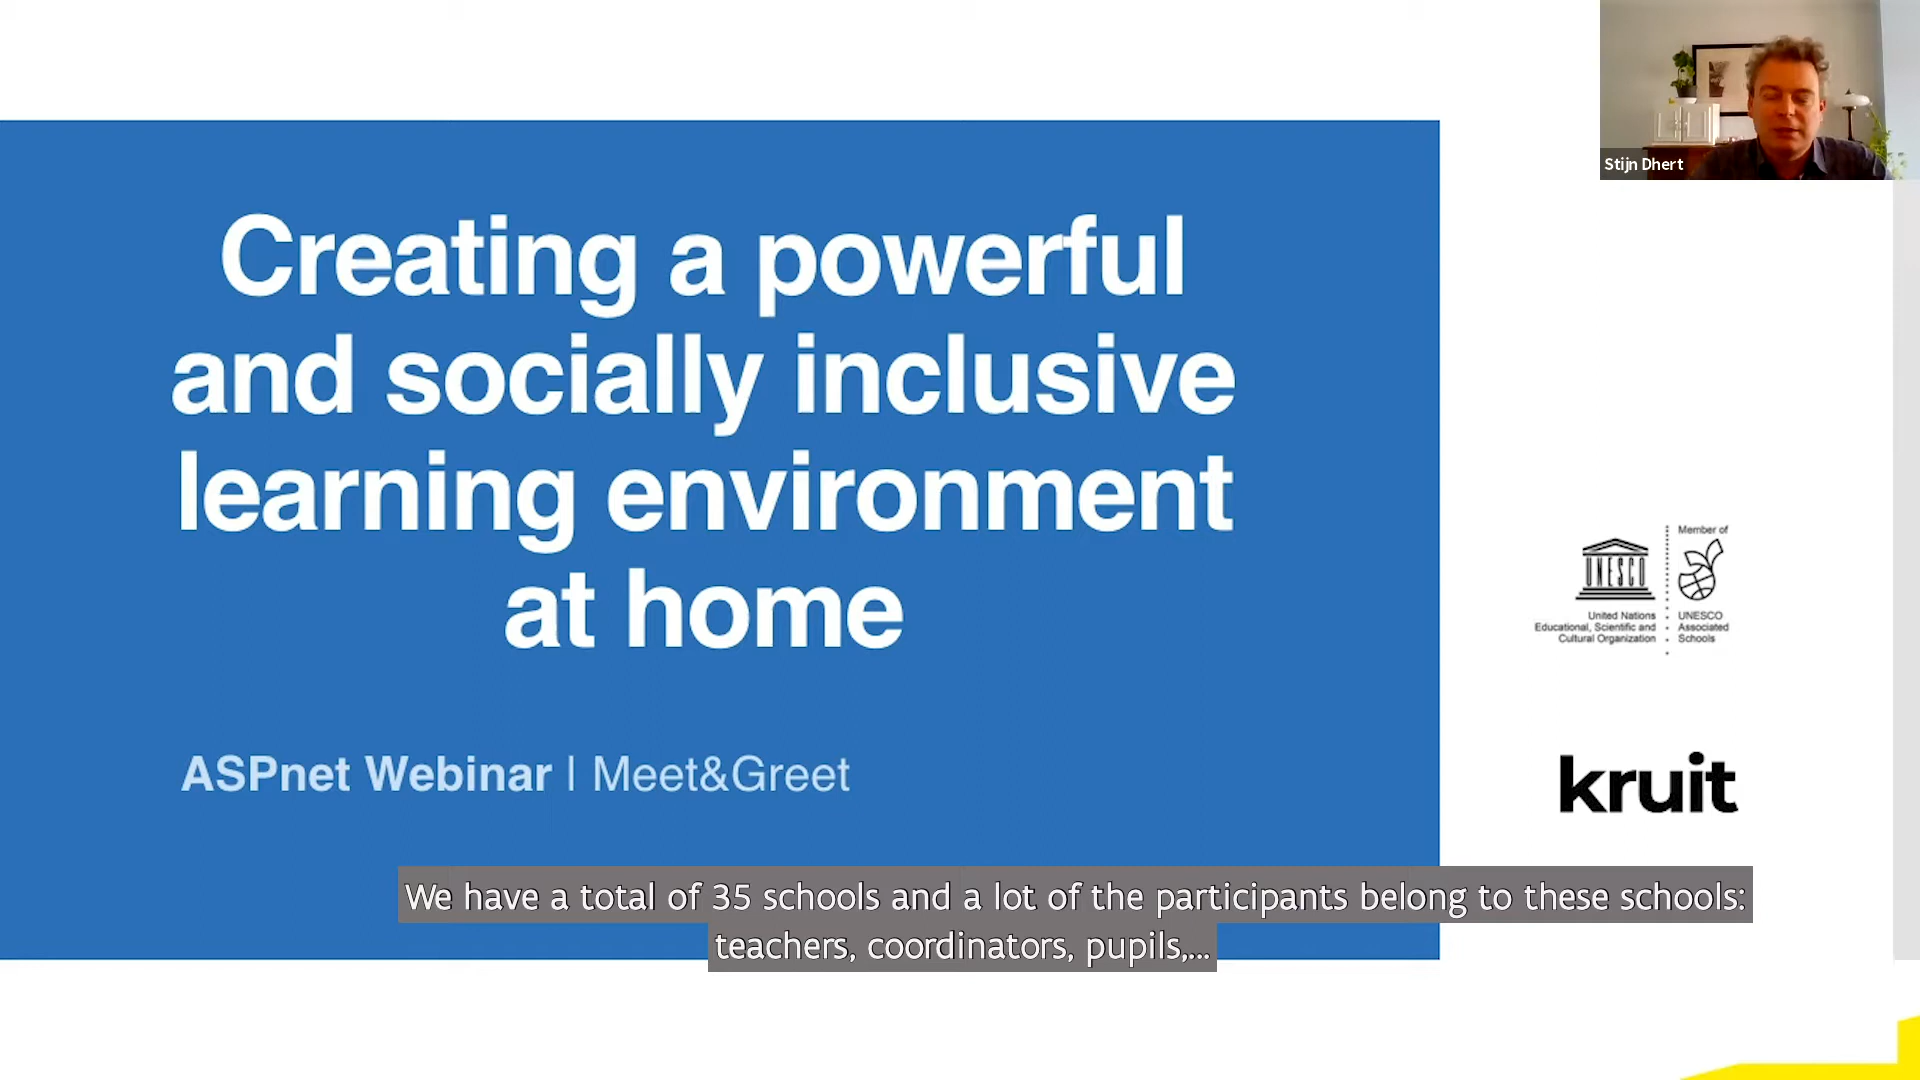 Stijn Dhert
Creating a powerful
and socially inclusive
learning environment
at home
ASPnet Webinar | Meet&Greet
UNESCO
United Nations
Educational, Scientific and
Cultural Organization
Member of
UNESCO
Associated
Schools
kruit
We have a total of 35 schools and a lot of the participants belong to these schools:
teachers, coordinators, pupils,...